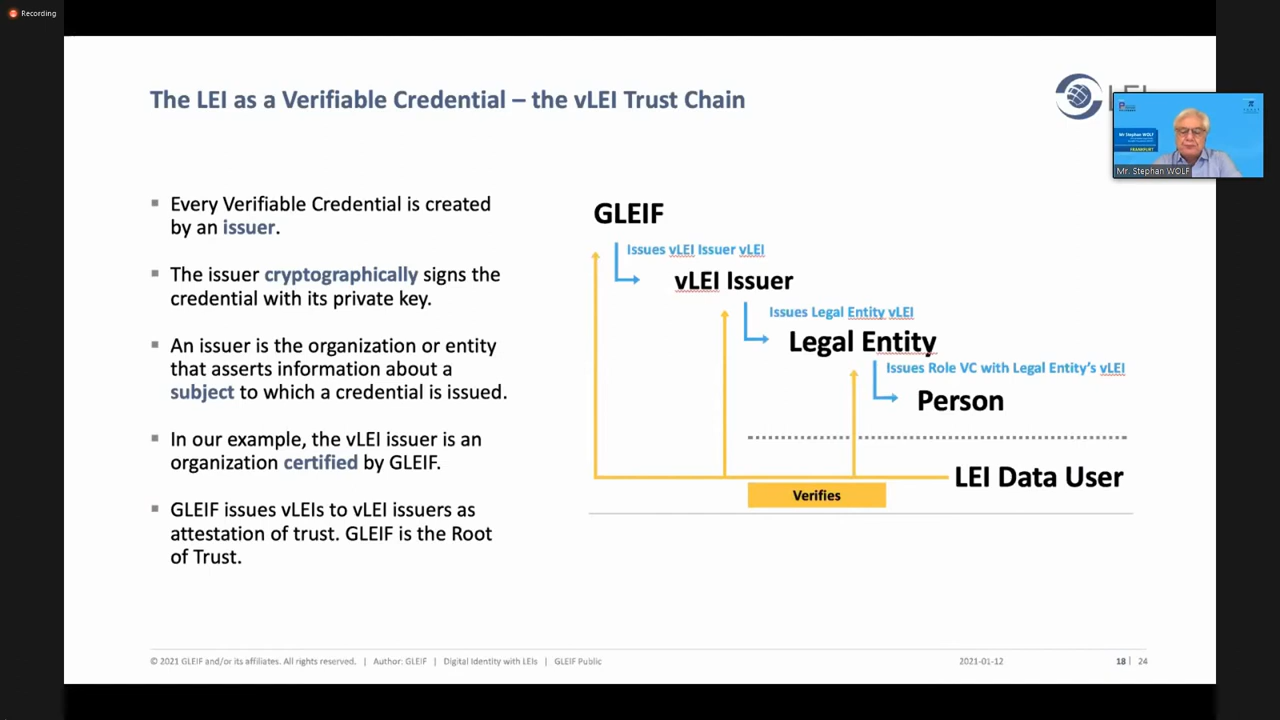 Recording
The LEI as a Verifiable Credential – the vLEI Trust Chain
Every Verifiable Credential is created
by an issuer.
The issuer cryptographically signs the
credential with its private key.
An issuer is the organization or entity
that asserts information about a
subject to which a credential is issued.
In our example, the vLEI issuer is an
organization certified by GLEIF.
GLEIF issues vLEIs to vLEI issuers as
attestation of trust. GLEIF is the Root
of Trust.
GLEIF
Issues vLEI Issuer vLEI
vLEI Issuer
Issues Legal Entity vLEI
Legal Entity
Issues Role VC with Legal Entity’s vLEI
Person
LEI Data User
Verifies
Mr Stephan WOLF
FRANKFURT
Mr. Stephan WOLF
© 2021 GLEIF and/or its affiliates. All rights reserved. | Author: GLEIF | Digital Identity with LEIs | GLEIF Public
2021-01-12
18 | 24